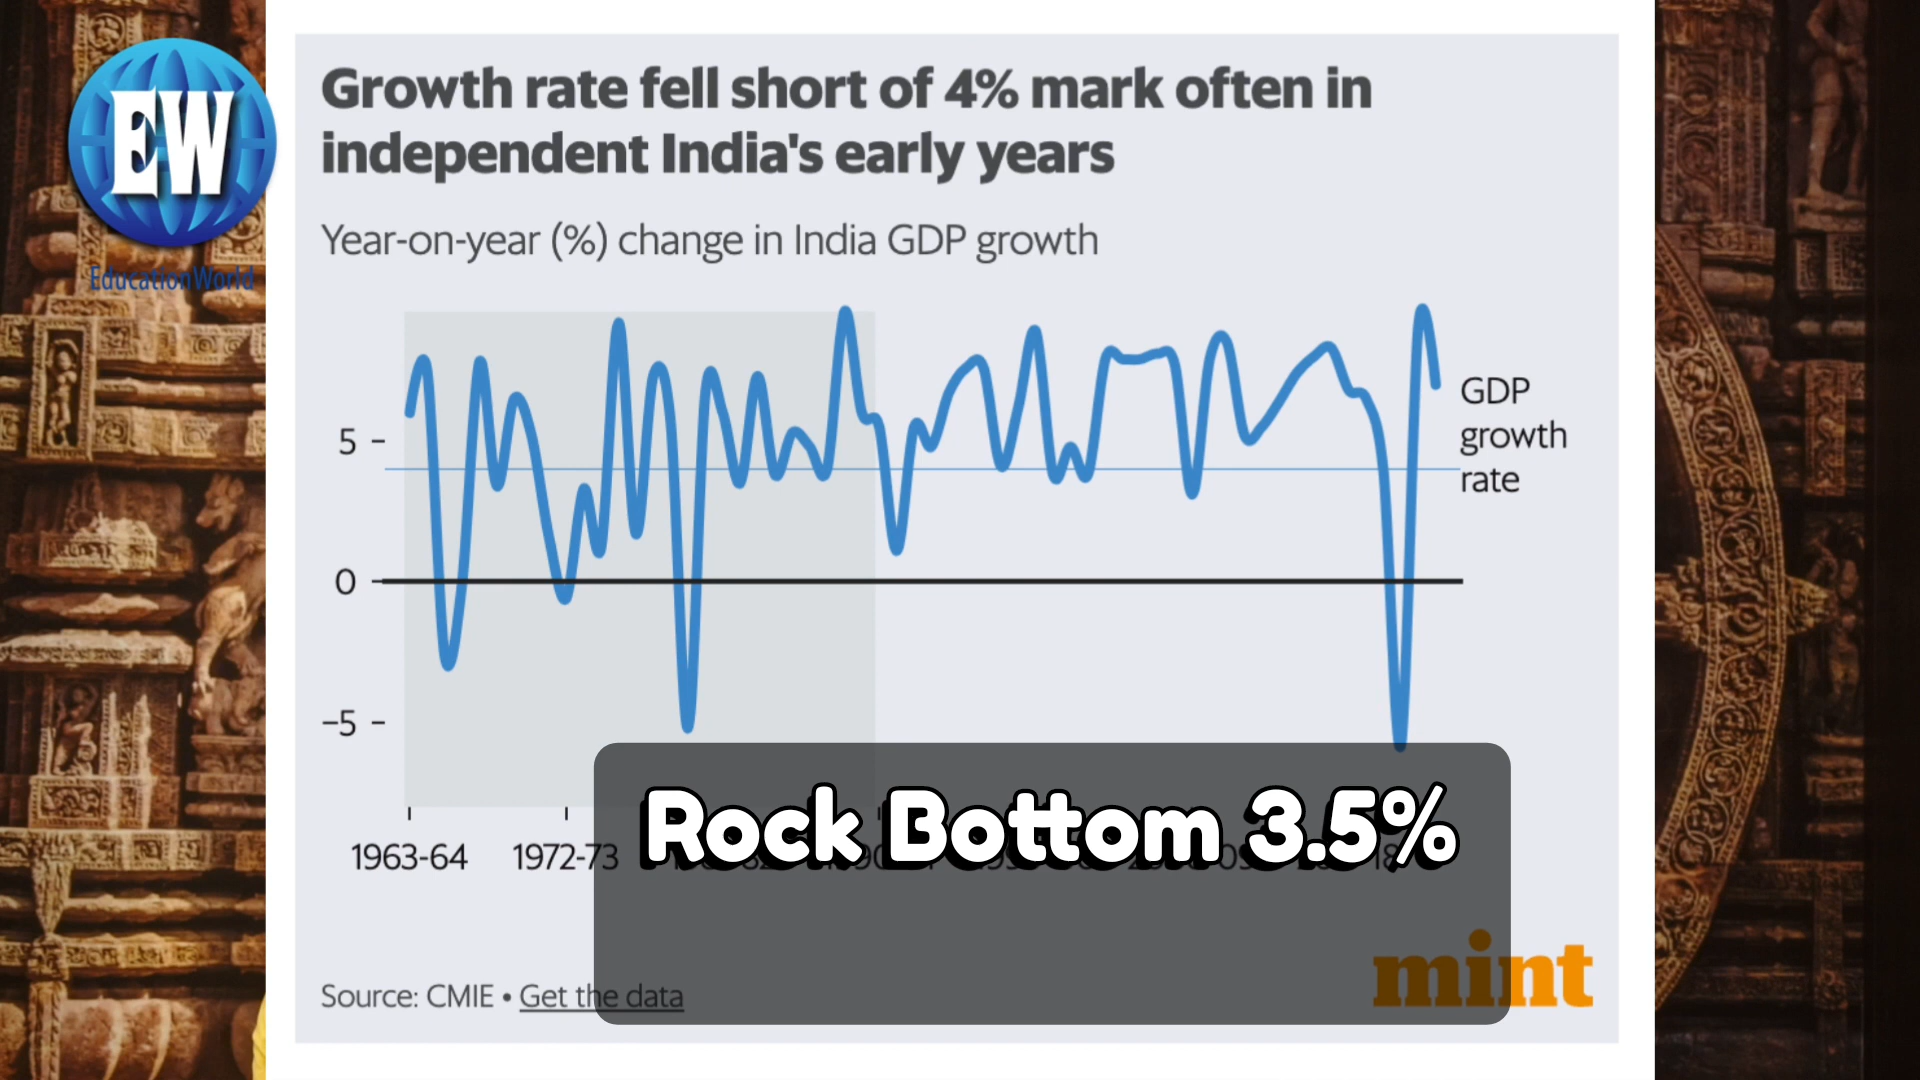 EW
EducationWorld
Growth rate fell short of 4% mark often in
independent India's early years
Year-on-year (%) change in India GDP growth
5
0
−5
GDP
growth
rate
1963-64
1972-73
Rock Bottom 3.5%
Source: CMIE • Get the data
mint